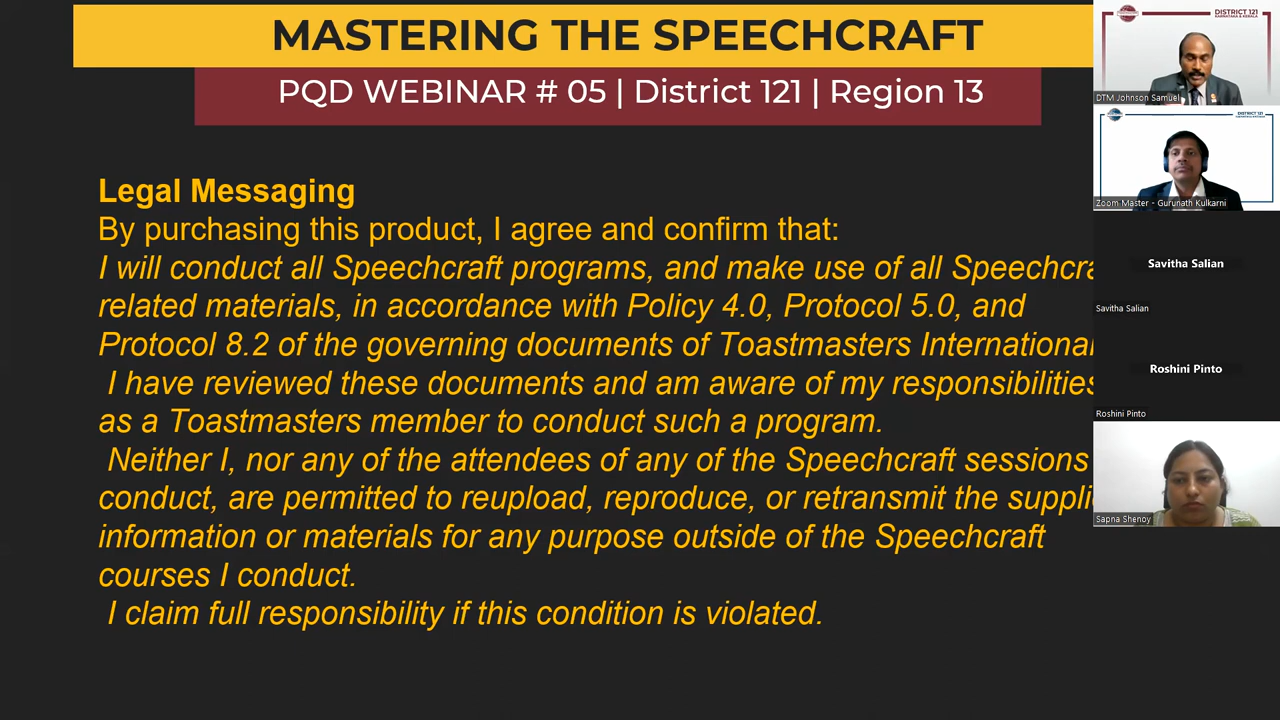 MASTERING THE SPEECHCRAFT
PQD WEBINAR # 05 | District 121 | Region 13
Legal Messaging
By purchasing this product, I agree and confirm that:
I will conduct all Speechcraft programs, and make use of all Speechcra
related materials, in accordance with Policy 4.0, Protocol 5.0, and
Protocol 8.2 of the governing documents of Toastmasters International
I have reviewed these documents and am aware of my responsibilities
as a Toastmasters member to conduct such a program.
Neither I, nor any of the attendees of any of the Speechcraft sessions
conduct, are permitted to reupload, reproduce, or retransmit the suppli
information or materials for any purpose outside of the Speechcraft
courses I conduct.
I claim full responsibility if this condition is violated.
DISTRICT 121
DTM Johnson Samuel
DISTRICT 121
Zoom Master - Gurunath Kulkarni
Savitha Salian
Savitha Salian
Roshini Pinto
Roshini Pinto
Sapna Shenoy